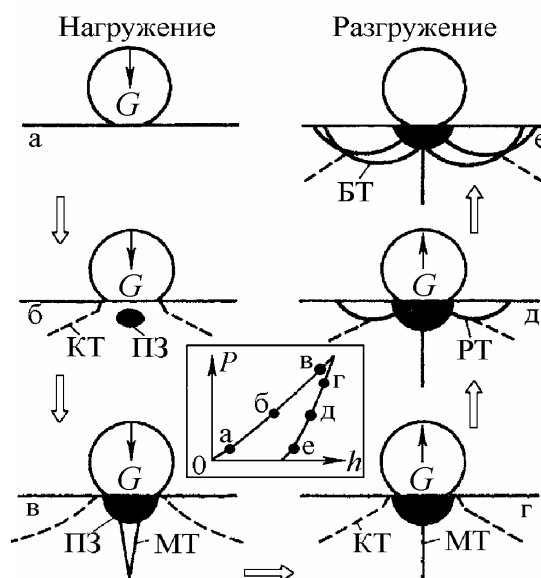 Нагружение
Разгружение
G
а
е
БТ
G
б
КТ
ПЗ
G
д
РТ
P
а
б
в
г
д
е
0
h
G
в
ПЗ
МТ
G
г
КТ
МТ